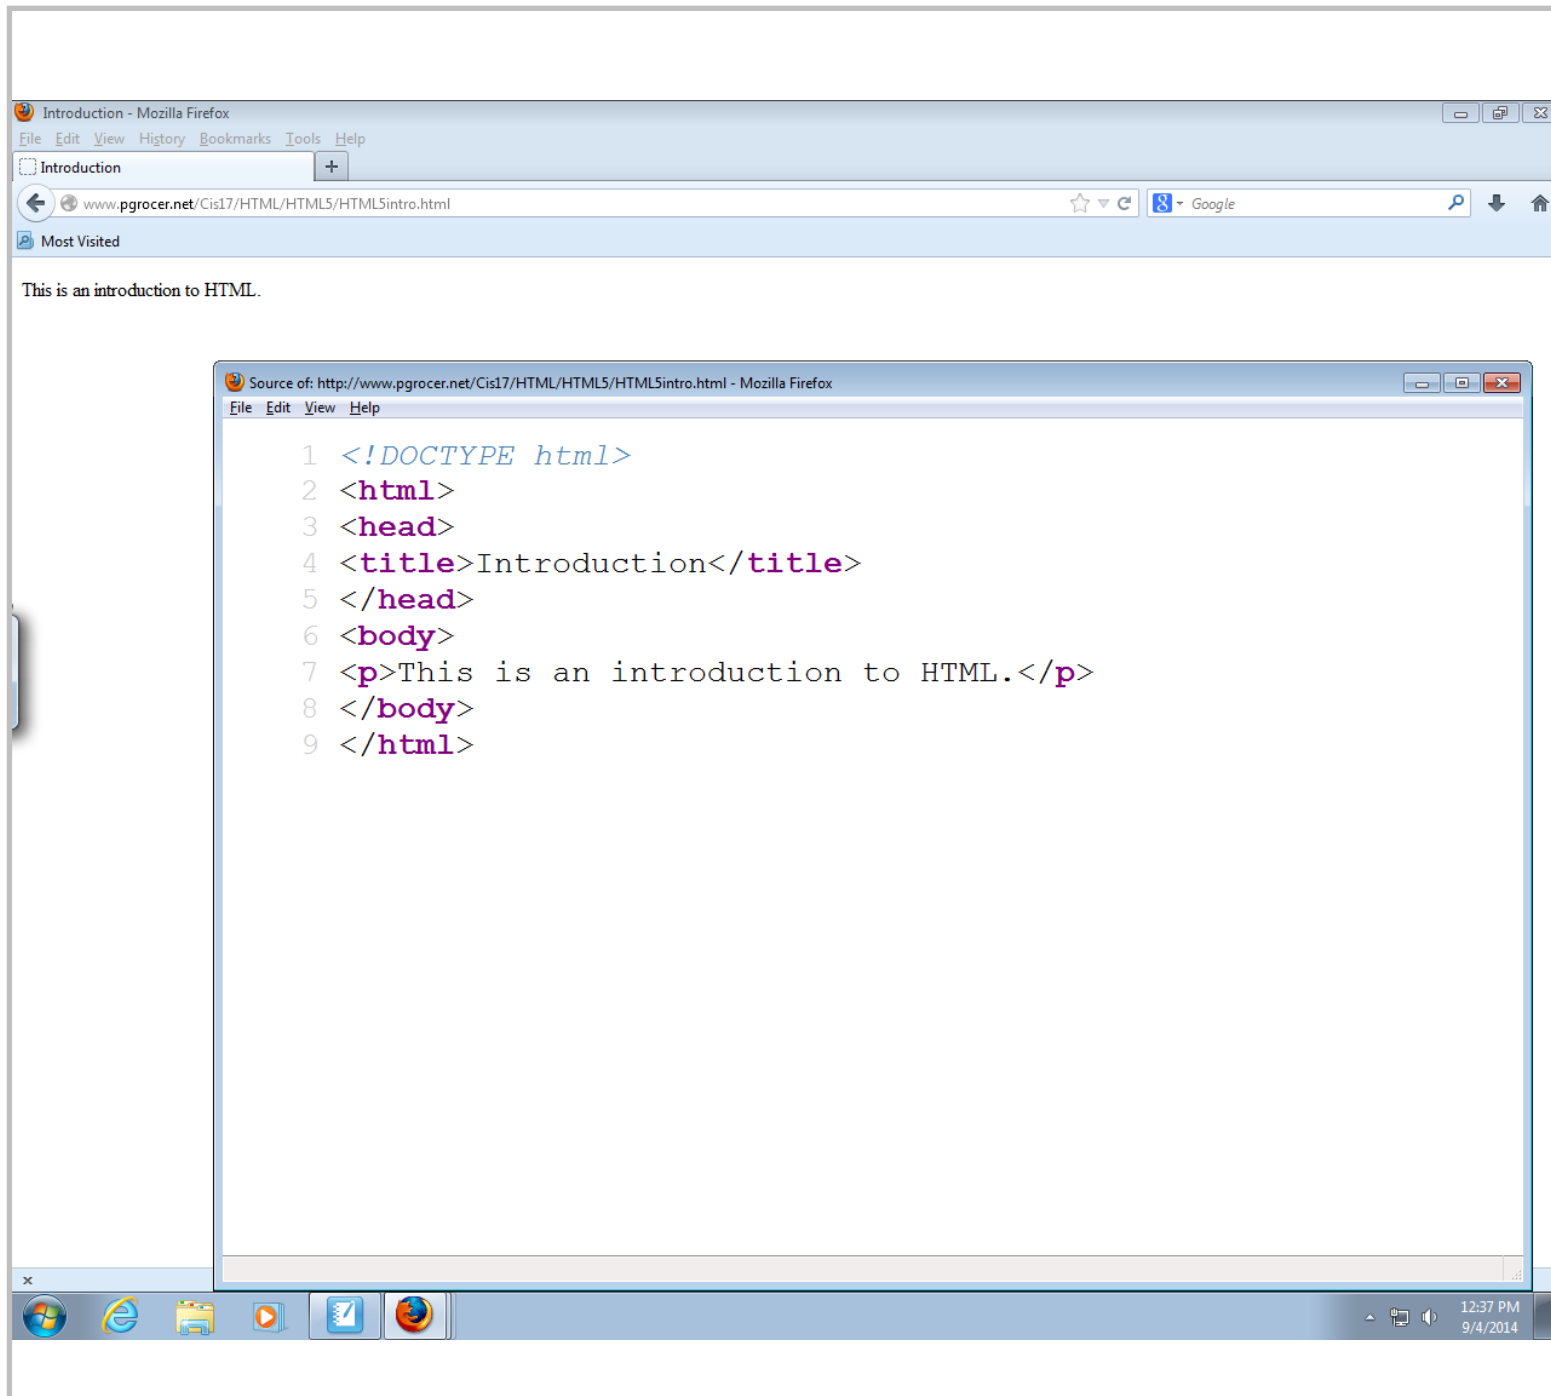 Introduction - Mozilla Firefox
File Edit View History Bookmarks Tools Help
Introduction +
www.pgrocer.net/Cis17/HTML/HTML5/HTML5intro.html 8 Google
Most Visited
This is an introduction to HTML.
Source of: http://www.pgrocer.net/Cis17/HTML/HTML5/HTML5intro.html - Mozilla Firefox
File Edit View Help
1 <!DOCTYPE html>
2 <html>
3 <head>
4 <title>Introduction</title>
5 </head>
6 <body>
7 <p>This is an introduction to HTML.</p>
8 </body>
9 </html>
12:37 PM
9/4/2014